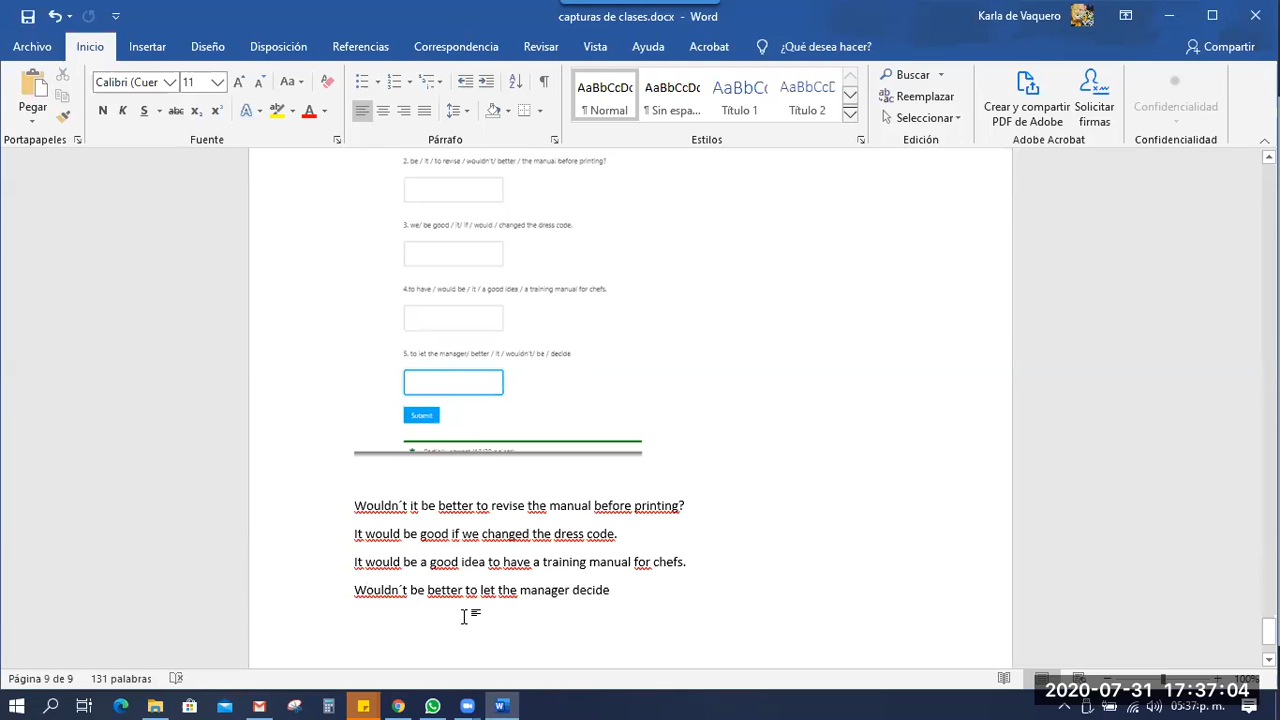 capturas de clases.docx - Word
Karla de Vaquero
Archivo Inicio Insertar Diseño Disposición Referencias Correspondencia Revisar Vista Ayuda Acrobat ¿Qué desea hacer? Compartir
Pegar
Calibri (Cuer 11
N K S abc x₂ x²
AaBbCcDc AaBbCcDc AaBbCc AaBbCcD
¶ Normal ¶ Sin espa... Título 1 Título 2
Buscar
Reemplazar
Seleccionar
Crear y compartir PDF de Adobe
Solicitar firmas
Confidencialidad
Portapapeles Fuente Párrafo Estilos Edición Adobe Acrobat Confidencialidad
2. be / it / to revise / wouldn't/ better / the manual before printing?
3. we/ be good / it/ if / would / changed the dress code.
4.to have / would be / it / a good idea / a training manual for chefs.
5. to let the manager/ better / it / wouldn't/ be / decide
Submit
Wouldn´t it be better to revise the manual before printing?
It would be good if we changed the dress code.
It would be a good idea to have a training manual for chefs.
Wouldn´t be better to let the manager decide
Página 9 de 9 131 palabras 100%
2020-07-31 17:37:04
05:37 p. m.